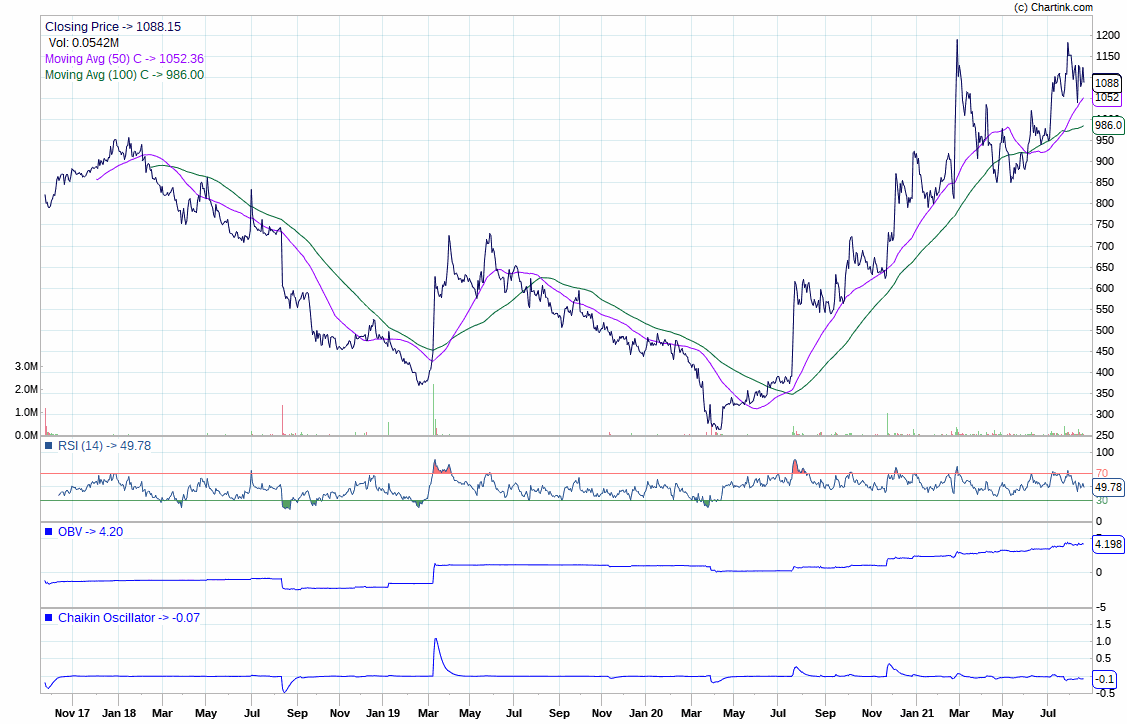 (c) Chartink.com
Closing Price -> 1088.15
Vol: 0.0542M
Moving Avg (50) C -> 1052.36
Moving Avg (100) C -> 986.00
1200
1150
1088
1052
986.0
950
900
850
800
750
700
650
600
550
500
450
400
350
300
250
3.0M
2.0M
1.0M
0.0M
RSI (14) -> 49.78
100
70
49.78
30
0
OBV -> 4.20
4.198
0
-5
Chaikin Oscillator -> -0.07
1.5
1.0
0.5
-0.1
-0.5
Nov 17 Jan 18 Mar May Jul Sep Nov Jan 19 Mar May Jul Sep Nov Jan 20 Mar May Jul Sep Nov Jan 21 Mar May Jul